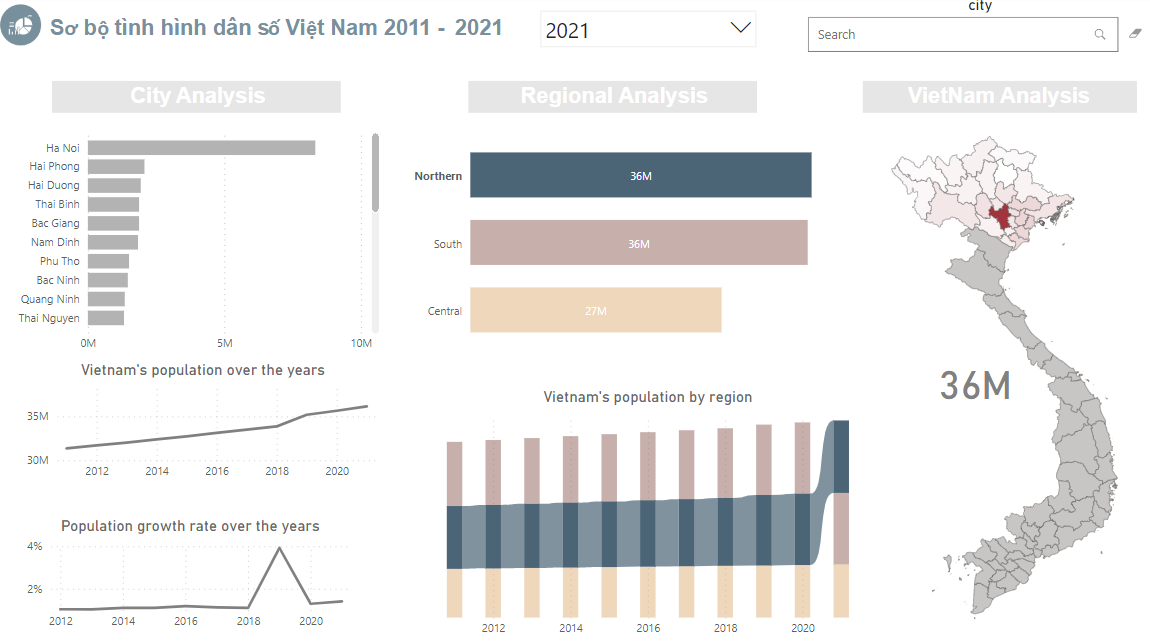 city
Sơ bộ tình hình dân số Việt Nam 2011 - 2021
2021
Search
City Analysis
Regional Analysis
VietNam Analysis
Ha Noi
Hai Phong
Hai Duong
Thai Binh
Bac Giang
Nam Dinh
Phu Tho
Bac Ninh
Quang Ninh
Thai Nguyen
0M 5M 10M
Northern 36M
South 36M
Central 27M
36M
Vietnam's population over the years
35M
30M
2012 2014 2016 2018 2020
Population growth rate over the years
4%
2%
2012 2014 2016 2018 2020
Vietnam's population by region
2012 2014 2016 2018 2020